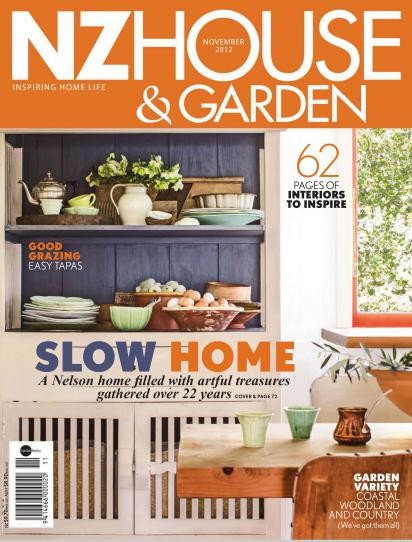 NZHOUSE
NOVEMBER
2012
INSPIRING HOME LIFE
& GARDEN
62
PAGES OF
INTERIORS
TO INSPIRE
GOOD
GRAZING
EASY TAPAS
SLOW HOME
A Nelson home filled with artful treasures
gathered over 22 years COVER & PAGE 72
GARDEN
VARIETY
COASTAL
WOODLAND
AND COUNTRY
(We've got them all)
11
9414666000022